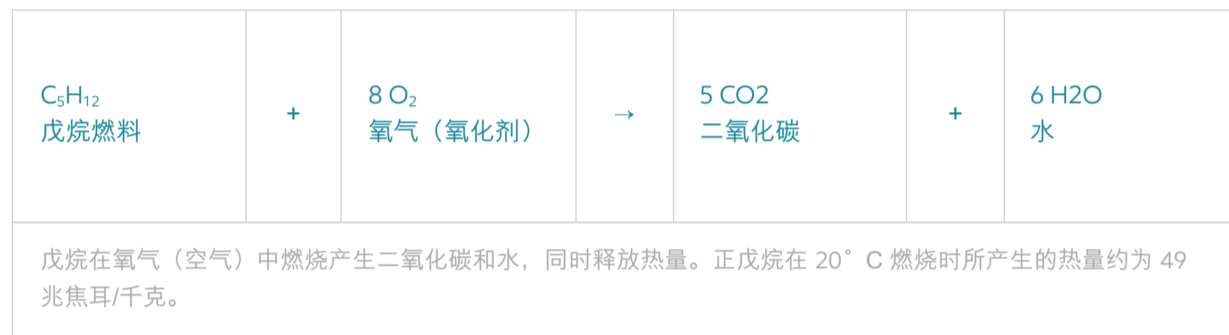 C₅H₁₂
戊烷燃料
+
8 O₂
氧气（氧化剂）
→
5 CO2
二氧化碳
+
6 H2O
水
戊烷在氧气（空气）中燃烧产生二氧化碳和水，同时释放热量。正戊烷在 20° C 燃烧时所产生的热量约为 49
兆焦耳/千克。